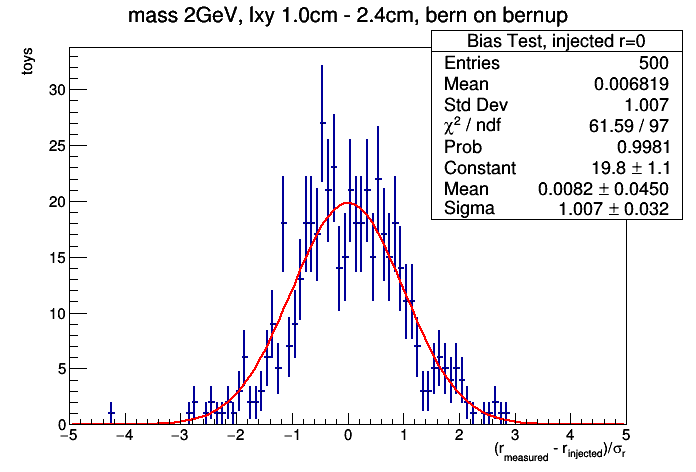 mass 2GeV, lxy 1.0cm - 2.4cm, bern on bernup
Bias Test, injected r=0
Entries 500
Mean 0.006819
Std Dev 1.007
χ² / ndf 61.59 / 97
Prob 0.9981
Constant 19.8 ± 1.1
Mean 0.0082 ± 0.0450
Sigma 1.007 ± 0.032
toys
30
25
20
15
10
5
0
−5 −4 −3 −2 −1 0 1 2 3 4 5
(r_measured - r_injected)/σ_r